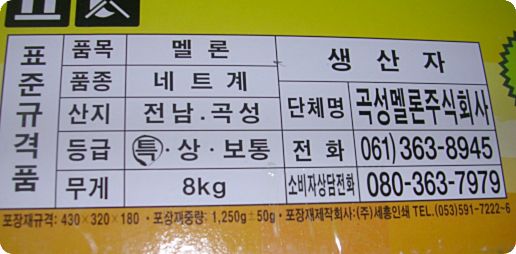 표준규격품
품목 멜론
품종 네트계
산지 전남.곡성
등급 특·상·보통
무게 8kg
생산자
단체명 곡성멜론주식회사
전화 061) 363-8945
소비자상담전화 080-363-7979
포장재규격: 430×320×180 · 포장재중량: 1,250g±50g · 포장재제작회사:(주)세홍인쇄 TEL.(053)591-7222~6